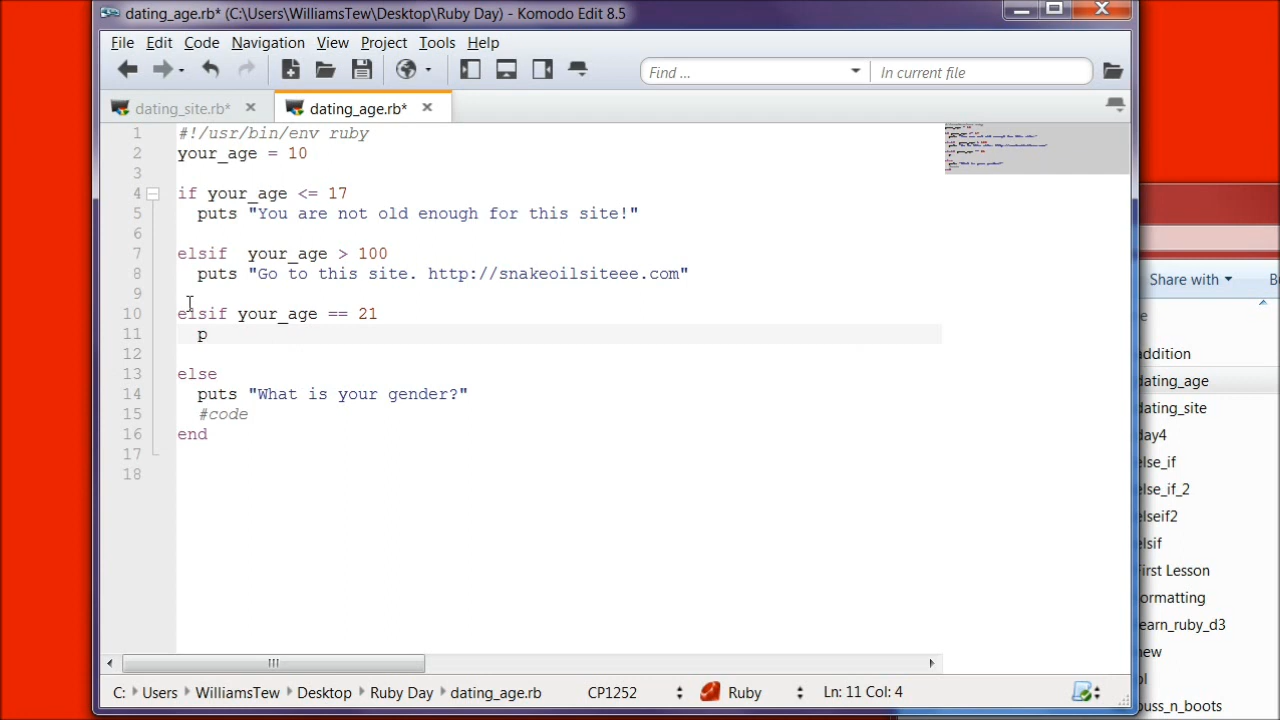 dating_age.rb* (C:\Users\WilliamsTew\Desktop\Ruby Day) - Komodo Edit 8.5
File Edit Code Navigation View Project Tools Help
Find ... In current file
dating_site.rb* dating_age.rb*
1 #!/usr/bin/env ruby
2 your_age = 10
3
4 if your_age <= 17
5 puts "You are not old enough for this site!"
6
7 elsif  your_age > 100
8 puts "Go to this site. http://snakeoilsiteee.com"
9
10 elsif your_age == 21
11 p
12
13 else
14 puts "What is your gender?"
15 #code
16 end
17
18
C: Users WilliamsTew Desktop Ruby Day dating_age.rb CP1252 Ruby Ln: 11 Col: 4
Share with
addition
dating_age
dating_site
day4
else_if
else_if_2
elseif2
elsif
First Lesson
formatting
learn_ruby_d3
new
puss_n_boots